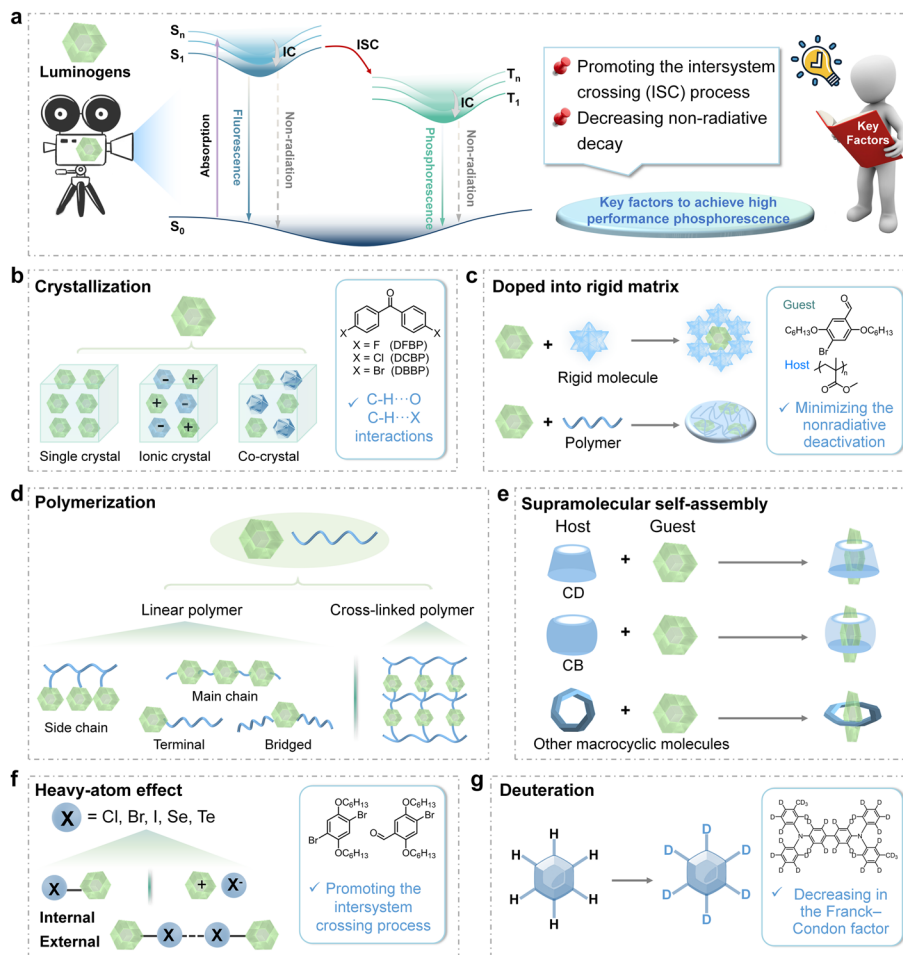 a
Luminogens
Sn
S1
IC
ISC
Tn
T1
IC
Absorption
Fluorescence
Non-radiation
Phosphorescence
Non-radiation
S0
Promoting the intersystem
crossing (ISC) process
Decreasing non-radiative
decay
Key
Factors
Key factors to achieve high
performance phosphorescence
b
Crystallization
Single crystal
Ionic crystal
Co-crystal
- +
+ -
- +
O
X X
X = F (DFBP)
X = Cl (DCBP)
X = Br (DBBP)
✓ C-H···O
C-H···X
interactions
c
Doped into rigid matrix
+
Rigid molecule
+
Polymer
Guest
O
C6H13O OC6H13
Br
Host
n
O O
✓ Minimizing the
nonradiative
deactivation
d
Polymerization
Linear polymer
Cross-linked polymer
Side chain
Main chain
Terminal
Bridged
e
Supramolecular self-assembly
Host Guest
+
CD
+
CB
+
Other macrocyclic molecules
f
Heavy-atom effect
X = Cl, Br, I, Se, Te
X
+ X-
Internal
External
X X
OC6H13
Br
Br
OC6H13
OC6H13
Br
O
OC6H13
✓ Promoting the
intersystem
crossing process
g
Deuteration
H
H H
H H
H
D
D D
D D
D
CD3
N N
CD3
✓ Decreasing in
the Franck–
Condon factor